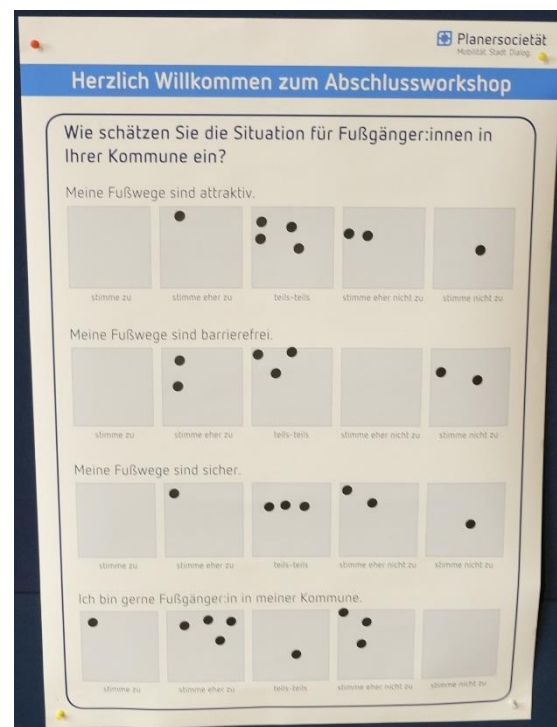 Planersocietät
Mobilität. Stadt. Dialog.
Herzlich Willkommen zum Abschlussworkshop
Wie schätzen Sie die Situation für Fußgänger:innen in
Ihrer Kommune ein?
Meine Fußwege sind attraktiv.
stimme zu stimme eher zu teils-teils stimme eher nicht zu stimme nicht zu
Meine Fußwege sind barrierefrei.
stimme zu stimme eher zu teils-teils stimme eher nicht zu stimme nicht zu
Meine Fußwege sind sicher.
stimme zu stimme eher zu teils-teils stimme eher nicht zu stimme nicht zu
Ich bin gerne Fußgänger:in in meiner Kommune.
stimme zu stimme eher zu teils-teils stimme eher nicht zu stimme nicht zu